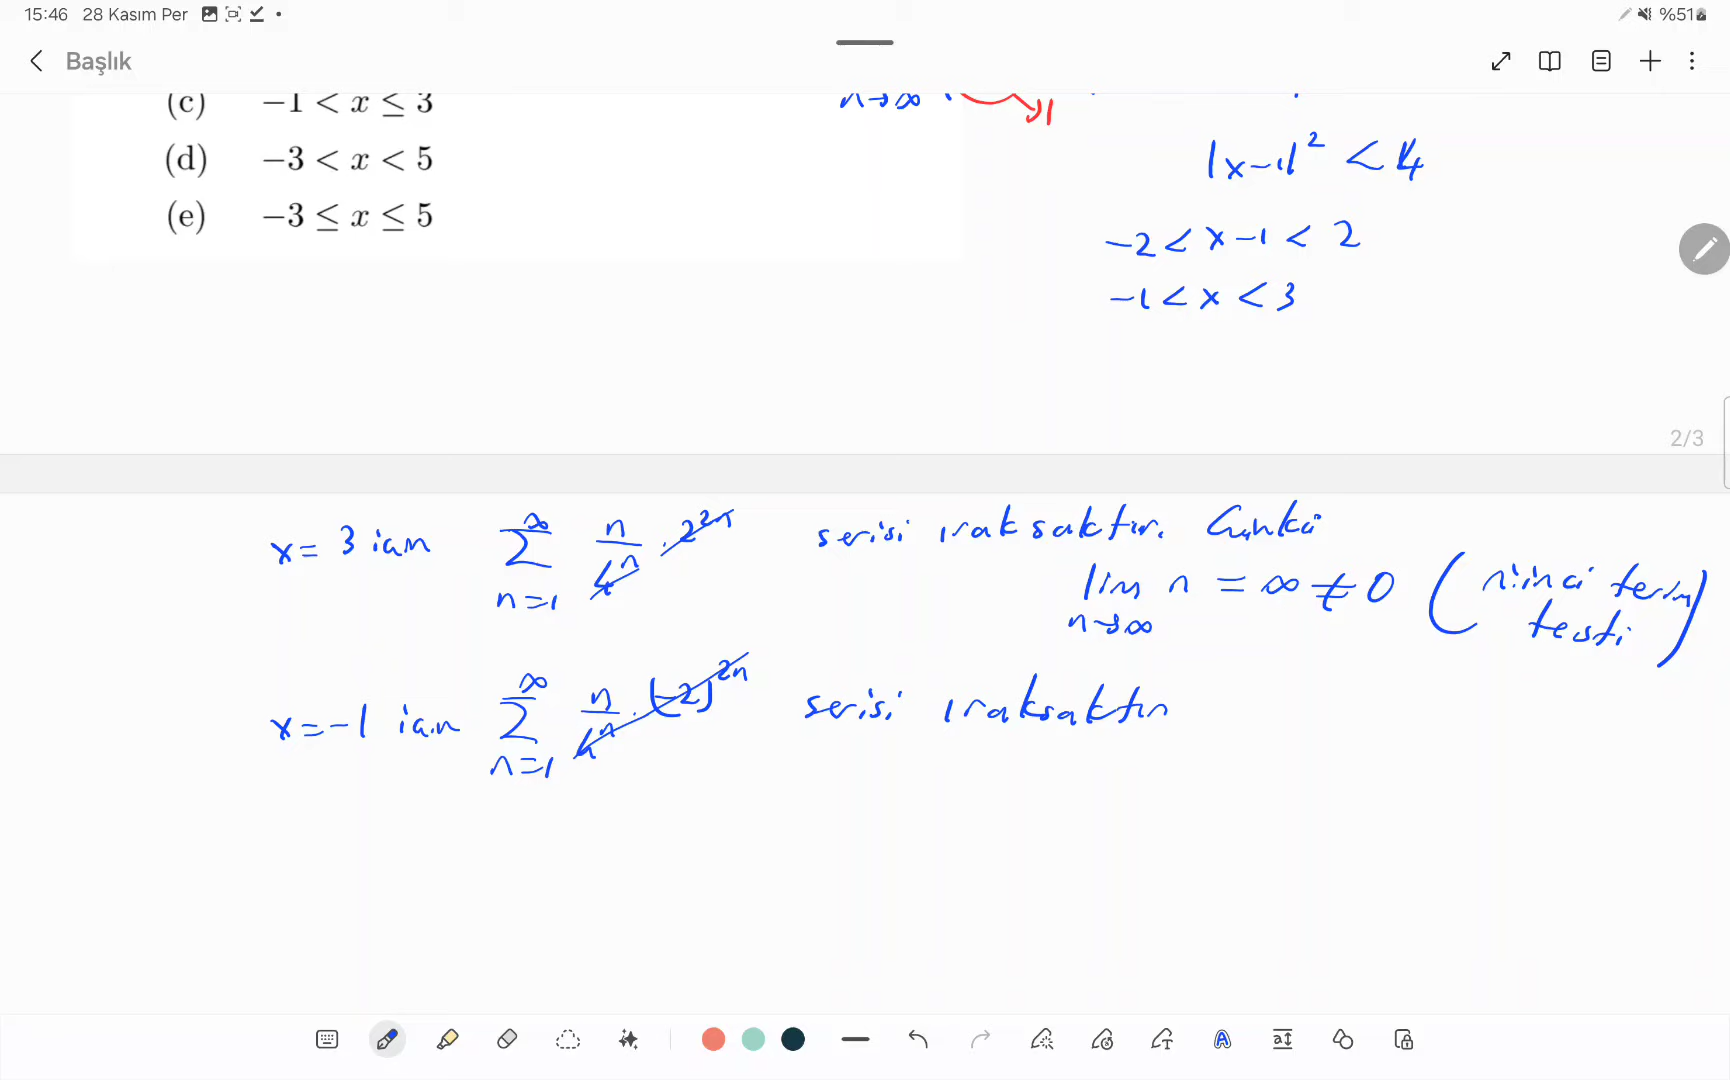 15:46 28 Kasım Per %51
Başlık
(c) −1 < x ≤ 3
(d) −3 < x < 5
(e) −3 ≤ x ≤ 5
n→∞ 1
|x−1|² < 4
−2 < x−1 < 2
−1 < x < 3
2/3
x = 3 için ∑ n=1 ∞ n/4ⁿ · 2²ⁿ serisi ıraksaktır. Çünkü
lim n→∞ n = ∞ ≠ 0 (n'inci terim testi)
x = −1 için ∑ n=1 ∞ n/4ⁿ · (−2)²ⁿ serisi ıraksaktır